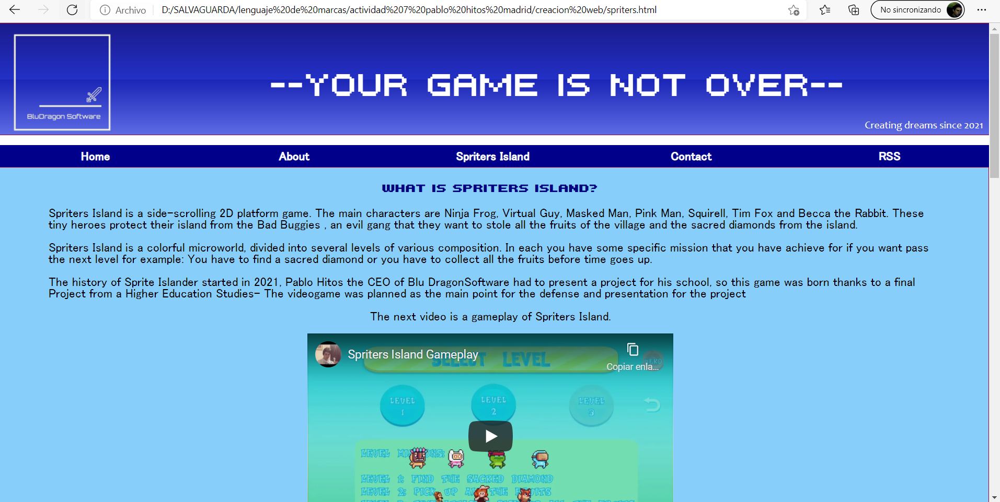 Archivo
D:/SALVAGUARDA/lenguaje%20de%20marcas/actividad%207%20pablo%20hitos%20madrid/creacion%20web/spriters.html
No sincronizando
BluDragon Software
--YOUR GAME IS NOT OVER--
Creating dreams since 2021
Home About Spriters Island Contact RSS
WHAT IS SPRITERS ISLAND?
Spriters Island is a side-scrolling 2D platform game. The main characters are Ninja Frog, Virtual Guy, Masked Man, Pink Man, Squirell, Tim Fox and Becca the Rabbit. These
tiny heroes protect their island from the Bad Buggies , an evil gang that they want to stole all the fruits of the village and the sacred diamonds from the island.
Spriters Island is a colorful microworld, divided into several levels of various composition. In each you have some specific mission that you have achieve for if you want pass
the next level for example: You have to find a sacred diamond or you have to collect all the fruits before time goes up.
The history of Sprite Islander started in 2021, Pablo Hitos the CEO of Blu DragonSoftware had to present a project for his school, so this game was born thanks to a final
Project from a Higher Education Studies- The videogame was planned as the main point for the defense and presentation for the project
The next video is a gameplay of Spriters Island.
Spriters Island Gameplay
SELECT LEVEL
HERO
Copiar enla...
LEVEL 1
LEVEL 2
LEVEL 3
LEVEL MISSIONS:
LEVEL 1: FIND THE SACRED DIAMOND
LEVEL 2: PICK UP ALL THE FRUITS